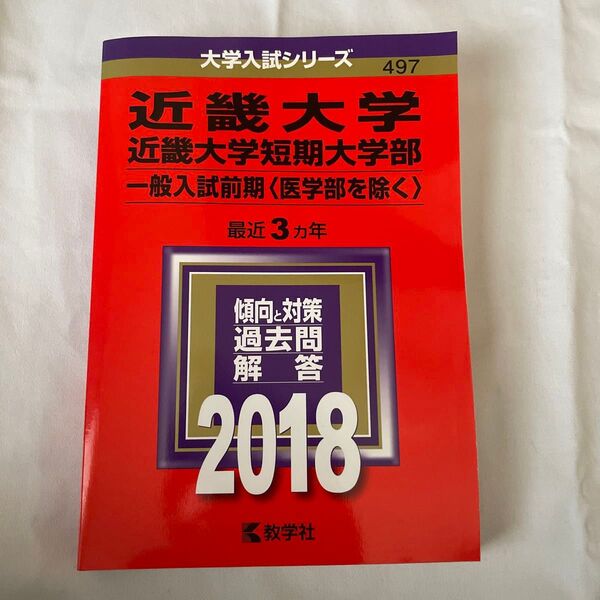 大学入試シリーズ
497
近畿大学
近畿大学短期大学部
一般入試前期〈医学部を除く〉
最近3ヵ年
傾向と対策
過去問
解答
2018
教学社